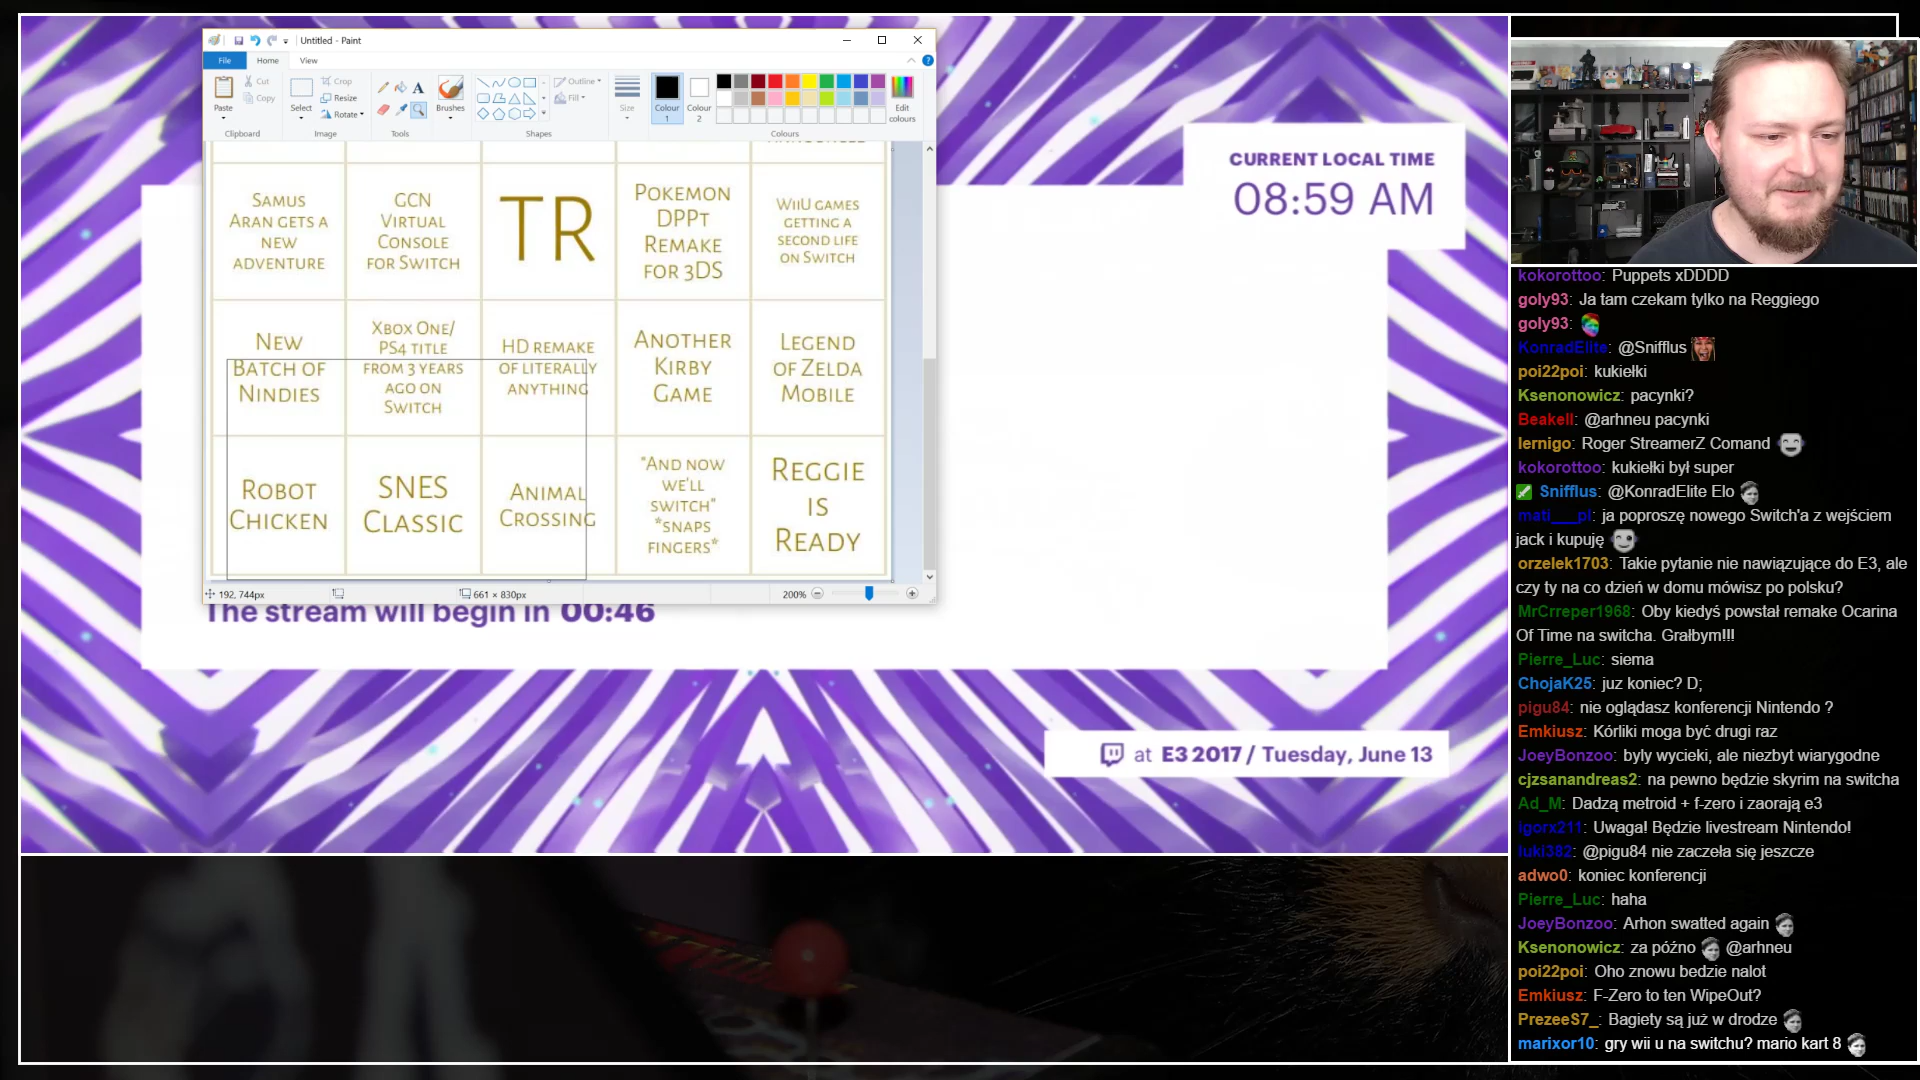 Untitled - Paint
File
Home
View
Paste
Cut
Copy
Clipboard
Select
Crop
Resize
Rotate
Image
A
Tools
Brushes
Outline
Fill
Shapes
Size
Colour
1
Colour
2
Edit
colours
Colours
Samus
Aran gets a
new
adventure
GCN
Virtual
Console
for Switch
TR
Pokemon
DPPt
Remake
for 3DS
WiiU games
getting a
second life
on Switch
New
Batch of
Nindies
Xbox One/
PS4 title
from 3 years
ago on
Switch
HD remake
of literally
anything
Another
Kirby
Game
Legend
of Zelda
Mobile
Robot
Chicken
SNES
Classic
Animal
Crossing
"And now
we'll
switch"
*snaps
fingers*
Reggie
is
Ready
192, 744px
661 × 830px
200%
The stream will begin in 00:46
CURRENT LOCAL TIME
08:59 AM
at E3 2017 / Tuesday, June 13
kokorottoo: Puppets xDDDD
goly93: Ja tam czekam tylko na Reggiego
goly93:
KonradElite: @Snifflus
poi22poi: kukiełki
Ksenonowicz: pacynki?
Beakell: @arhneu pacynki
lernigo: Roger StreamerZ Comand
kokorottoo: kukiełki był super
Snifflus: @KonradElite Elo
mati___pl: ja poproszę nowego Switch'a z wejściem
jack i kupuję
orzelek1703: Takie pytanie nie nawiązujące do E3, ale
czy ty na co dzień w domu mówisz po polsku?
MrCrreper1968: Oby kiedyś powstał remake Ocarina
Of Time na switcha. Grałbym!!!
Pierre_Luc: siema
ChojaK25: juz koniec? D;
pigu84: nie oglądasz konferencji Nintendo ?
Emkiusz: Kórliki moga być drugi raz
JoeyBonzoo: byly wycieki, ale niezbyt wiarygodne
cjzsanandreas2: na pewno będzie skyrim na switcha
Ad_M: Dadzą metroid + f-zero i zaorają e3
igorx211: Uwaga! Będzie livestream Nintendo!
luki382: @pigu84 nie zaczeła się jeszcze
adwo0: koniec konferencji
Pierre_Luc: haha
JoeyBonzoo: Arhon swatted again
Ksenonowicz: za późno @arhneu
poi22poi: Oho znowu bedzie nalot
Emkiusz: F-Zero to ten WipeOut?
PrezeeS7_: Bagiety są już w drodze
marixor10: gry wii u na switchu? mario kart 8